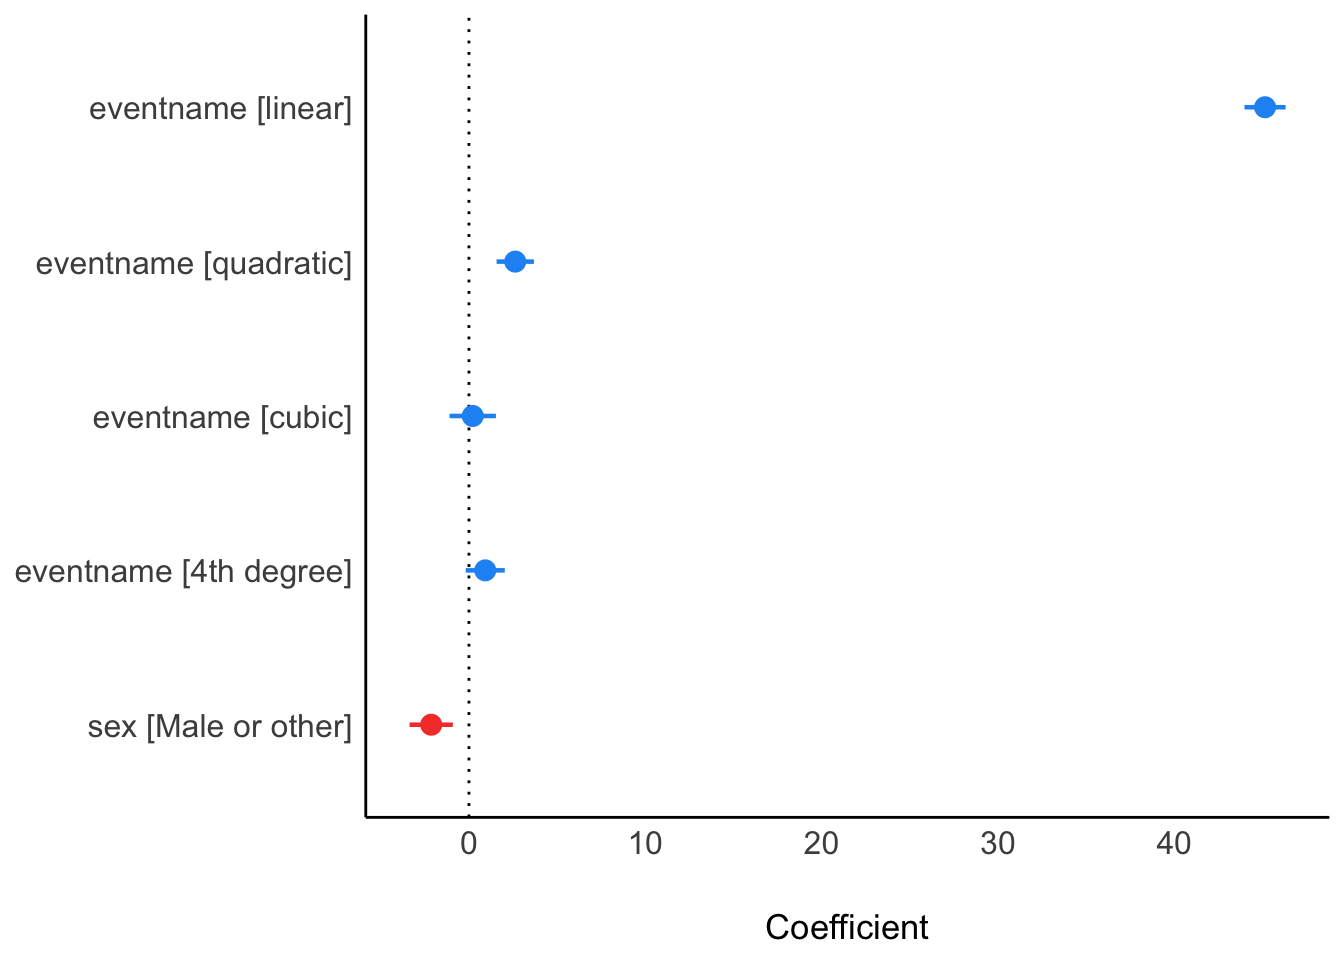 eventname [linear]
eventname [quadratic]
eventname [cubic]
eventname [4th degree]
sex [Male or other]
0 10 20 30 40
Coefficient